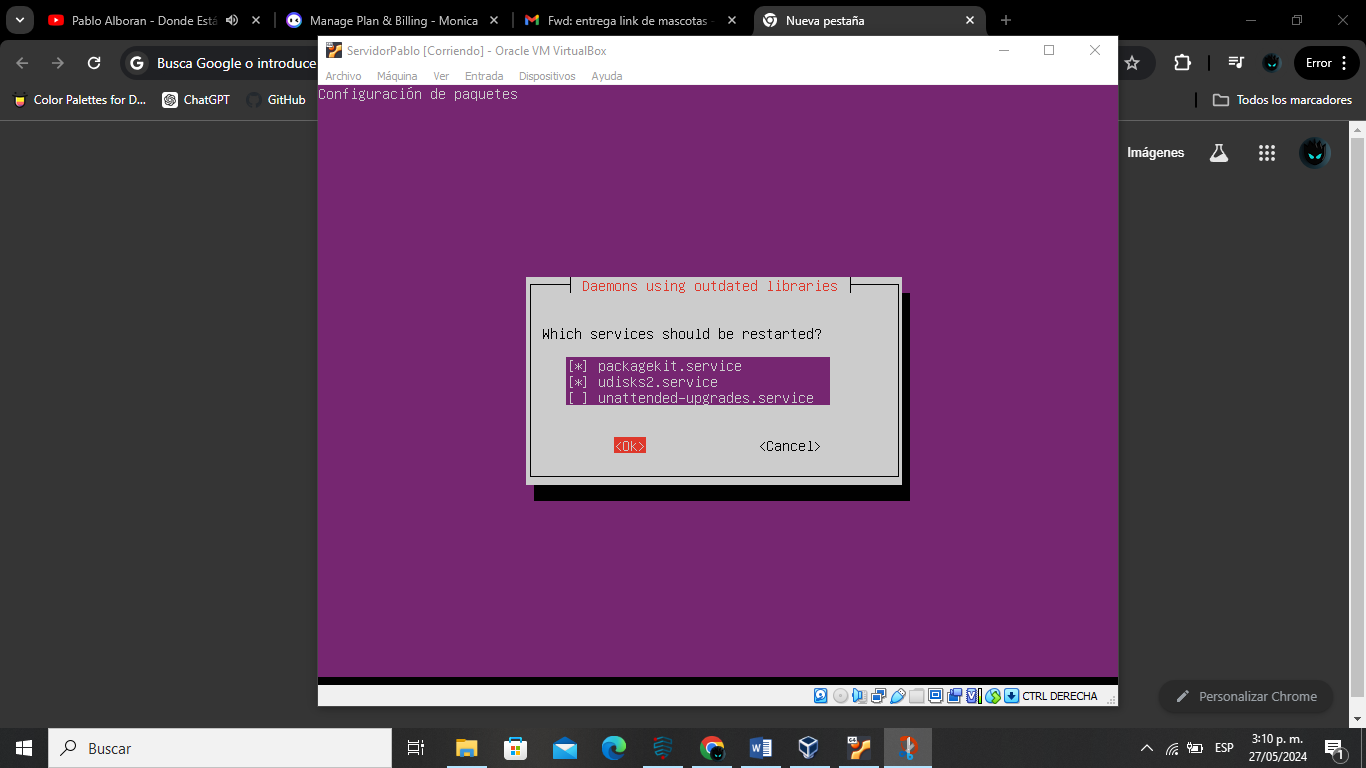 Pablo Alboran - Donde Está
Manage Plan & Billing - Monica
Fwd: entrega link de mascotas -
Nueva pestaña
Busca Google o introduce
Error
Color Palettes for D...
ChatGPT
GitHub
Todos los marcadores
Imágenes
ServidorPablo [Corriendo] - Oracle VM VirtualBox
Archivo Máquina Ver Entrada Dispositivos Ayuda
Configuración de paquetes
Daemons using outdated libraries
Which services should be restarted?
[*] packagekit.service
[*] udisks2.service
[ ] unattended-upgrades.service
<Ok> <Cancel>
CTRL DERECHA
Personalizar Chrome
Buscar
ESP
3:10 p. m.
27/05/2024
1